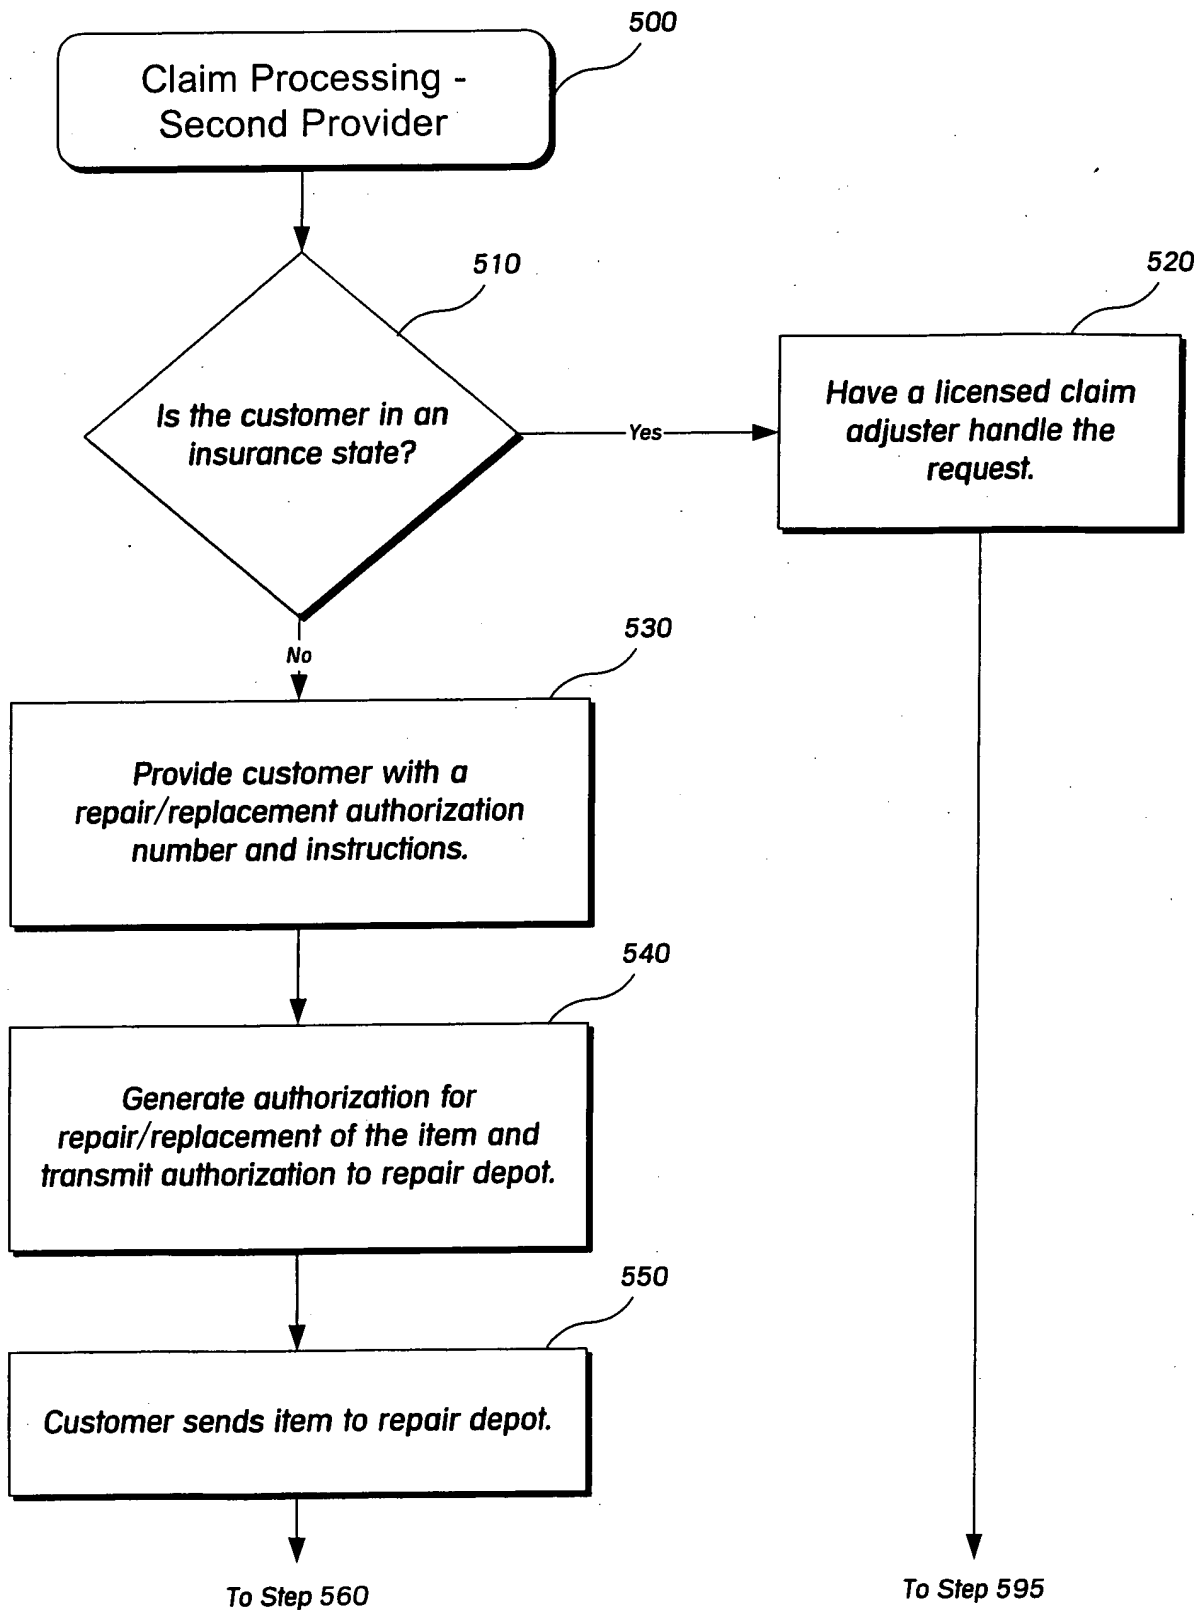 500
Claim Processing -
Second Provider
510
Is the customer in an
insurance state?
Yes
520
Have a licensed claim
adjuster handle the
request.
No
530
Provide customer with a
repair/replacement authorization
number and instructions.
540
Generate authorization for
repair/replacement of the item and
transmit authorization to repair depot.
550
Customer sends item to repair depot.
To Step 560
To Step 595